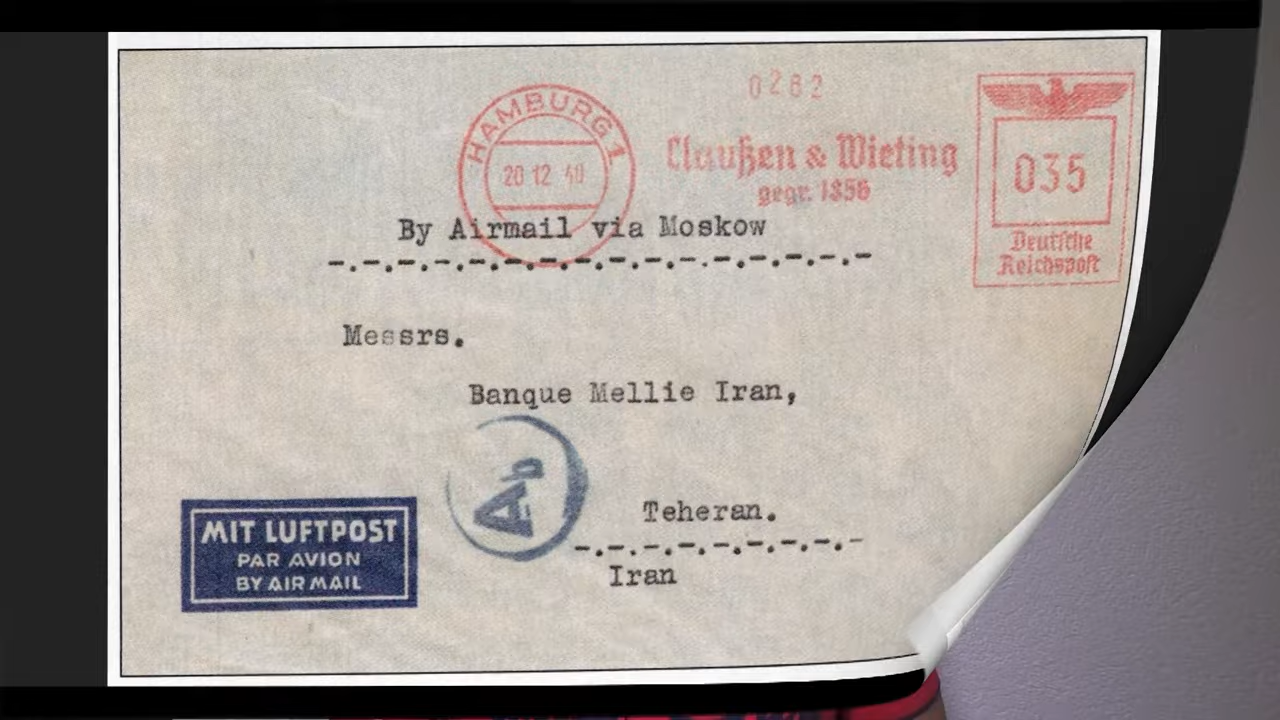 0262
HAMBURG 1
20 12 40
Claußen & Wieting
gegr. 1856
035
Deutsche
Reichspost
By Airmail via Moskow
Messrs.
Banque Mellie Iran,
Ab
Teheran.
Iran
MIT LUFTPOST
PAR AVION
BY AIR MAIL